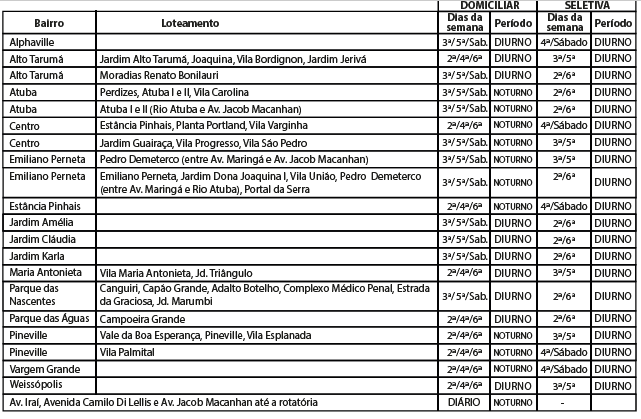 DOMICILIAR SELETIVA
Bairro Loteamento Dias da semana Período Dias da semana Período
Alphaville 3ª/5ª/Sab. DIURNO 4ª/Sábado DIURNO
Alto Tarumá Jardim Alto Tarumá, Joaquina, Vila Bordignon, Jardim Jerivá 2ª/4ª/6ª DIURNO 3ª/5ª DIURNO
Alto Tarumá Moradias Renato Bonilauri 3ª/5ª/Sab. DIURNO 2ª/6ª DIURNO
Atuba Perdizes, Atuba I e II, Vila Carolina 3ª/5ª/Sab. NOTURNO 2ª/6ª DIURNO
Atuba Atuba I e II (Rio Atuba e Av. Jacob Macanhan) 3ª/5ª/Sab. NOTURNO 2ª/6ª DIURNO
Centro Estância Pinhais, Planta Portland, Vila Varginha 2ª/4ª/6ª NOTURNO 4ª/Sábado DIURNO
Centro Jardim Guairaça, Vila Progresso, Vila São Pedro 3ª/5ª/Sab. NOTURNO 3ª/5ª DIURNO
Emiliano Perneta Pedro Demeterco (entre Av. Maringá e Av. Jacob Macanhan) 3ª/5ª/Sab. NOTURNO 3ª/5ª DIURNO
Emiliano Perneta Emiliano Perneta, Jardim Dona Joaquina I, Vila União, Pedro Demeterco
(entre Av. Maringá e Rio Atuba), Portal da Serra 3ª/5ª/Sab. NOTURNO 2ª/6ª DIURNO
Estância Pinhais 2ª/4ª/6ª NOTURNO 4ª/Sábado DIURNO
Jardim Amélia 3ª/5ª/Sab. DIURNO 2ª/6ª DIURNO
Jardim Cláudia 3ª/5ª/Sab. DIURNO 2ª/6ª DIURNO
Jardim Karla 3ª/5ª/Sab. DIURNO 2ª/6ª DIURNO
Maria Antonieta Vila Maria Antonieta, Jd. Triângulo 2ª/4ª/6ª DIURNO 3ª/5ª DIURNO
Parque das Nascentes Canguiri, Capão Grande, Adalto Botelho, Complexo Médico Penal, Estrada
da Graciosa, Jd. Marumbi 3ª/5ª/Sab. DIURNO 2ª/6ª DIURNO
Parque das Águas Campoeira Grande 2ª/4ª/6ª DIURNO 2ª/6ª DIURNO
Pineville Vale da Boa Esperança, Pineville, Vila Esplanada 2ª/4ª/6ª NOTURNO 3ª/5ª DIURNO
Pineville Vila Palmital 2ª/4ª/6ª NOTURNO 4ª/Sábado DIURNO
Vargem Grande 2ª/4ª/6ª NOTURNO 4ª/Sábado DIURNO
Weissópolis 2ª/4ª/6ª DIURNO 3ª/5ª DIURNO
Av. Iraí, Avenida Camilo Di Lellis e Av. Jacob Macanhan até a rotatória DIÁRIO NOTURNO -